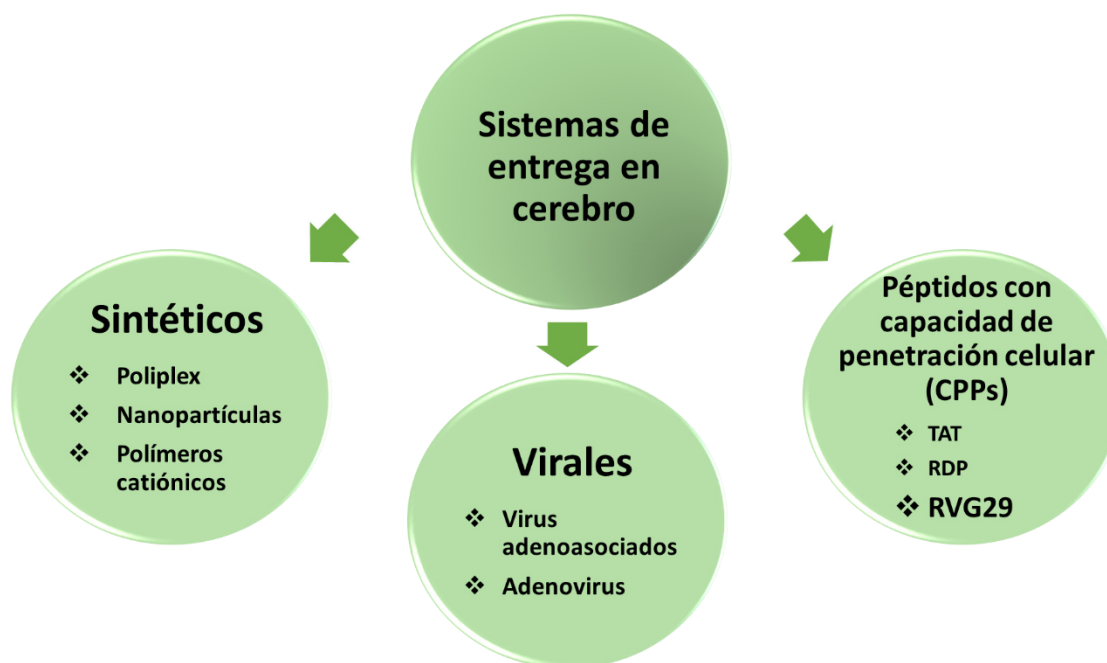 Sistemas de
entrega en
cerebro
Sintéticos
❖ Poliplex
❖ Nanopartículas
❖ Polímeros
catiónicos
Virales
❖ Virus
adenoasociados
❖ Adenovirus
Péptidos con
capacidad de
penetración celular
(CPPs)
❖ TAT
❖ RDP
❖ RVG29